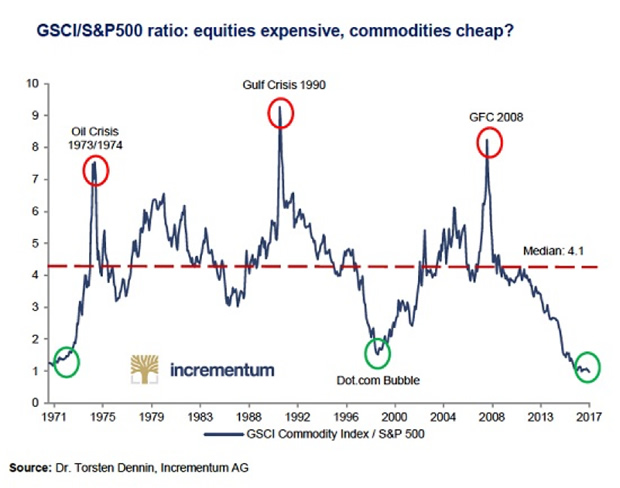 GSCI/S&P500 ratio: equities expensive, commodities cheap?
10
Gulf Crisis 1990
9
GFC 2008
Oil Crisis
1973/1974
8
7
6
5
Median: 4.1
4
3
2
incrementum
Dot.com Bubble
1
0
1971 1975 1979 1983 1988 1992 1996 2000 2004 2008 2013 2017
GSCI Commodity Index / S&P 500
Source: Dr. Torsten Dennin, Incrementum AG